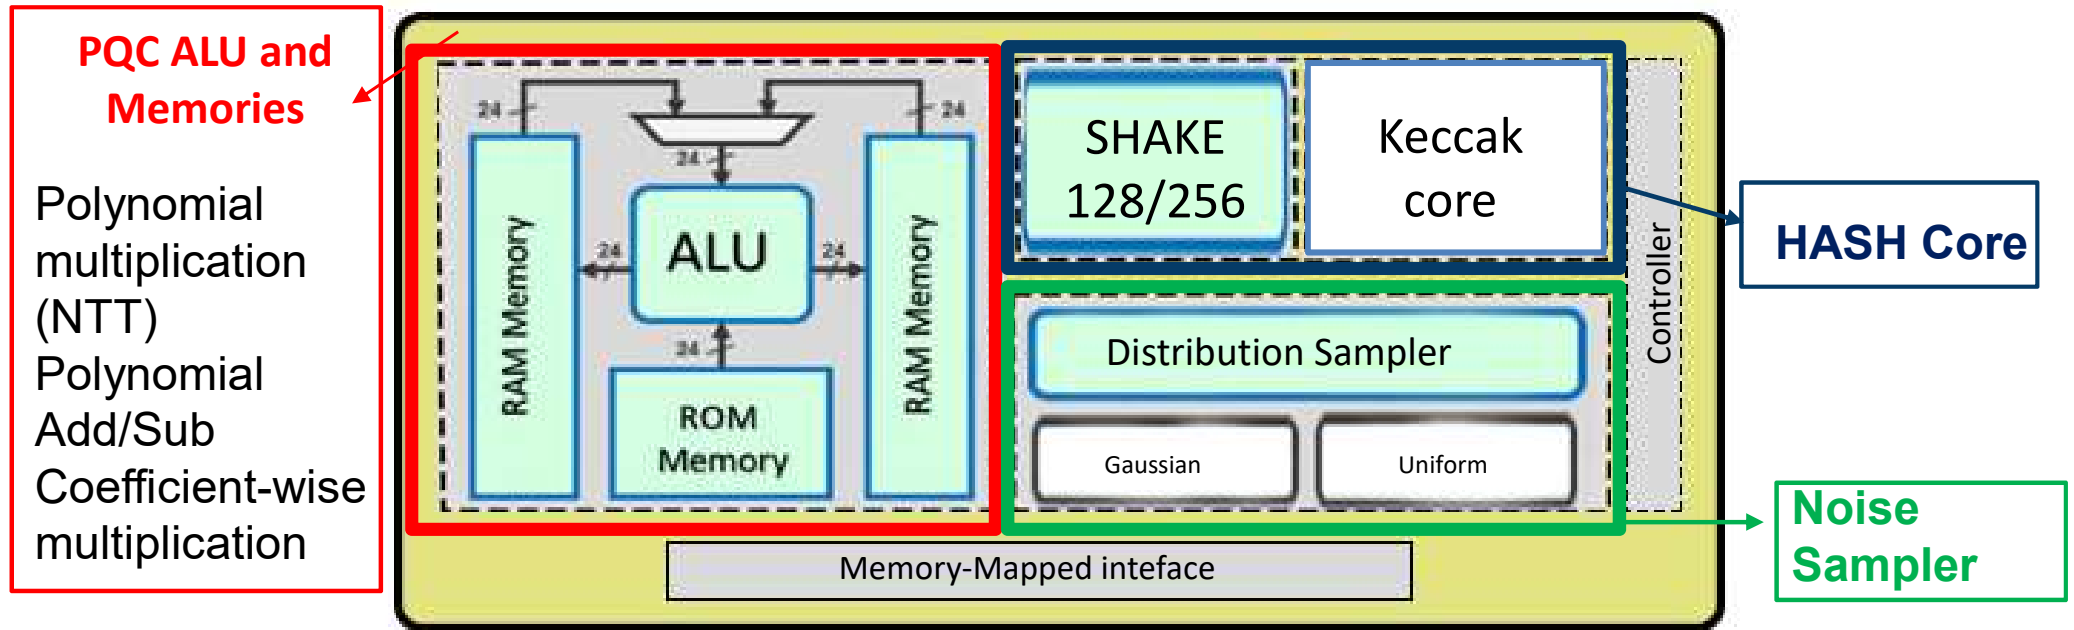 PQC ALU and
Memories
Polynomial
multiplication
(NTT)
Polynomial
Add/Sub
Coefficient-wise
multiplication
24
24
24
RAM Memory
ALU
24
24
RAM Memory
24
ROM
Memory
SHAKE
128/256
Keccak
core
Distribution Sampler
Gaussian
Uniform
Controller
Memory-Mapped inteface
HASH Core
Noise
Sampler